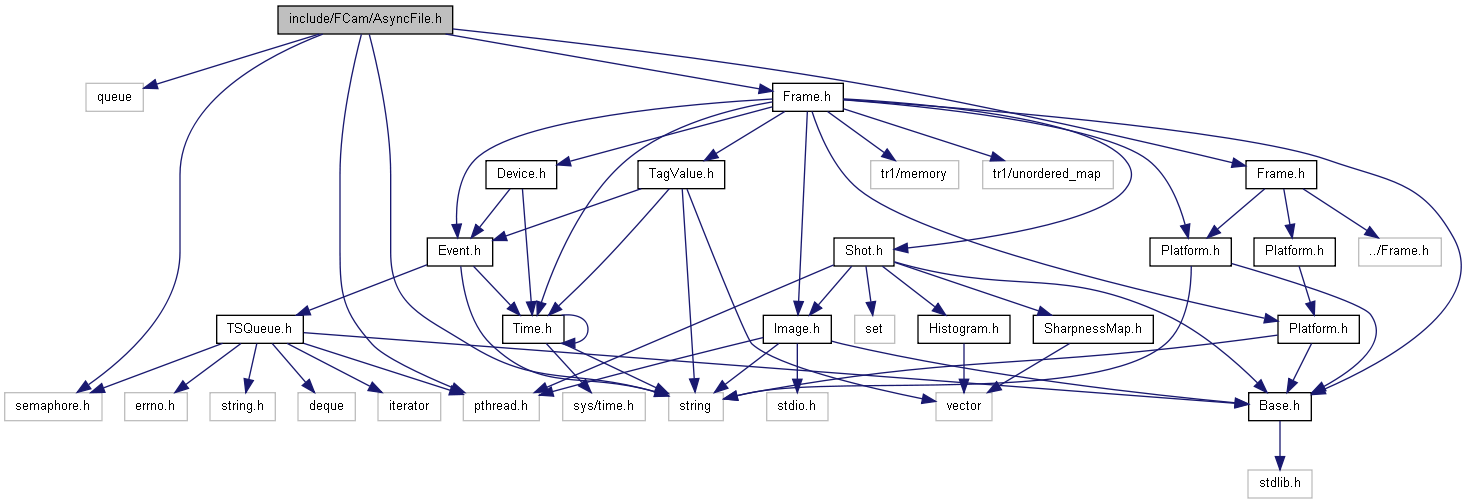 include/FCam/AsyncFile.h
queue
Frame.h
Device.h
TagValue.h
tr1/memory
tr1/unordered_map
Frame.h
Event.h
Shot.h
Platform.h
Platform.h
../Frame.h
TSQueue.h
Time.h
Image.h
set
Histogram.h
SharpnessMap.h
Platform.h
semaphore.h
errno.h
string.h
deque
iterator
pthread.h
sys/time.h
string
stdio.h
vector
Base.h
stdlib.h